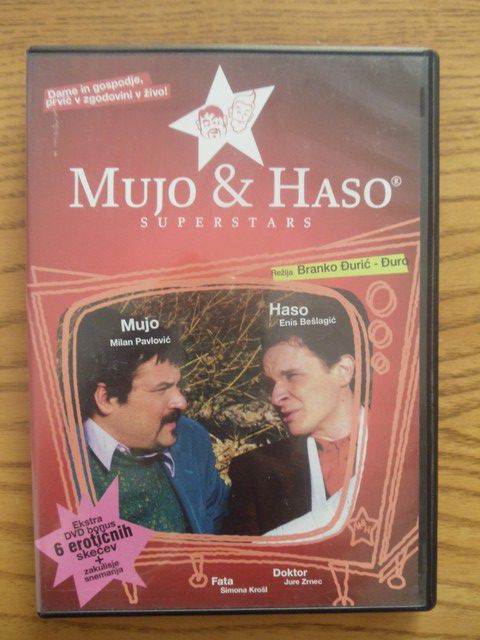 Dame in gospodje,
prvič v zgodovini v živo!
MUJO & HASO®
SUPERSTARS
Režija Branko Đurić - Đuro
Mujo
Milan Pavlović
Haso
Enis Bešlagić
Ekstra
DVD bonus
6 erotičnih
skečev
+
zakulisje
snemanja
Fata
Simona Krošl
Doktor
Jure Zrnec